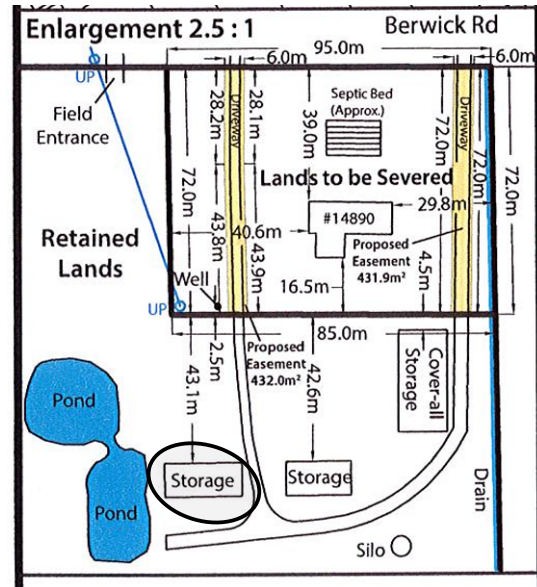 Enlargement 2.5 : 1
Berwick Rd
95.0m
6.0m
6.0m
UP
Field
Entrance
28.2m
Driveway
28.1m
39.0m
Septic Bed
(Approx.)
72.0m
Driveway
72.0m
72.0m
72.0m
Lands to be Severed
#14890
29.8m
40.6m
43.8m
43.9m
Proposed
Easement
431.9m²
Retained
Lands
Well
16.5m
4.5m
UP
85.0m
2.5m
Proposed
Easement
432.0m²
43.1m
42.6m
Cover-all
Storage
Pond
Storage
Storage
Pond
Drain
Silo